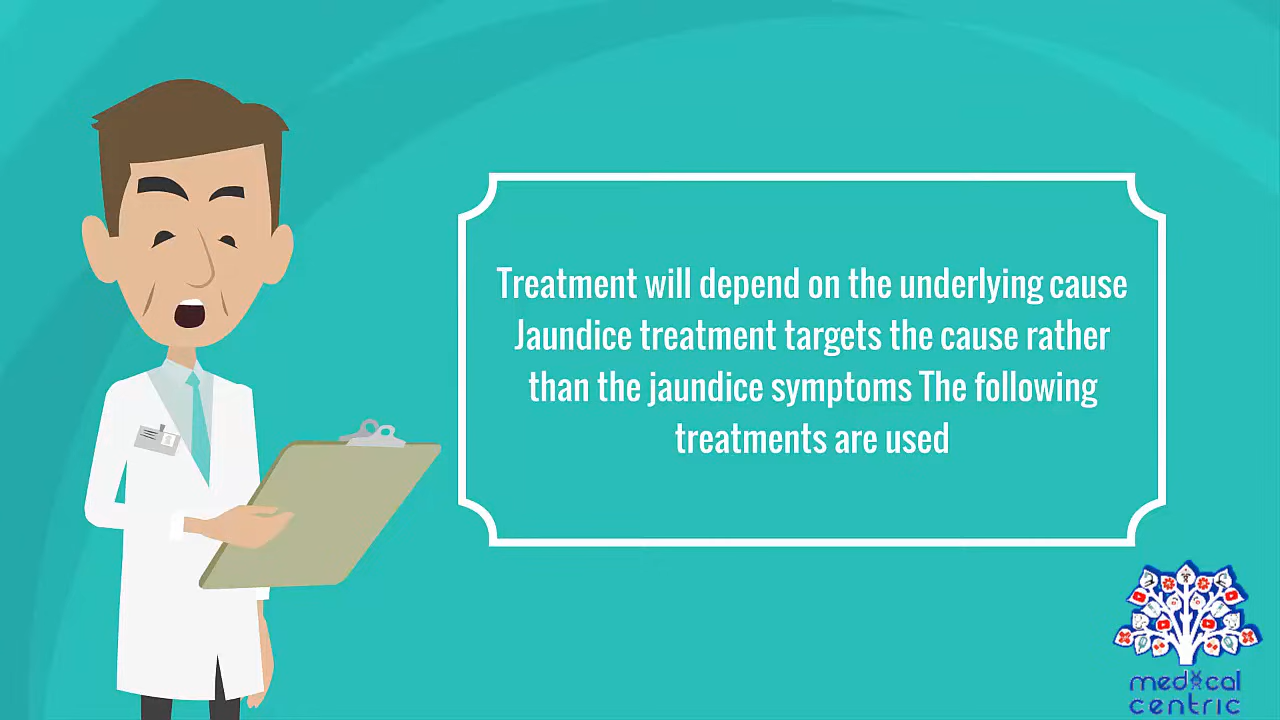 Treatment will depend on the underlying cause
Jaundice treatment targets the cause rather
than the jaundice symptoms The following
treatments are used
medical
centric